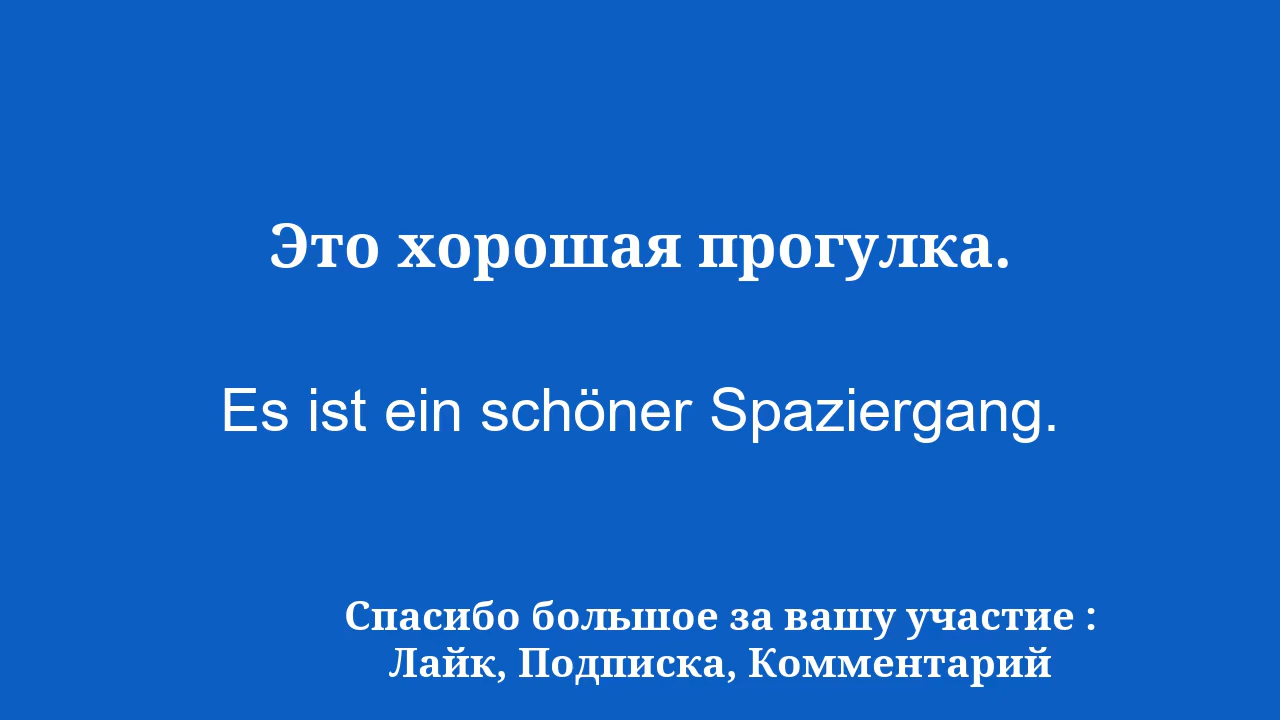 Это хорошая прогулка.
Es ist ein schöner Spaziergang.
Спасибо большое за вашу участие :
Лайк, Подписка, Комментарий